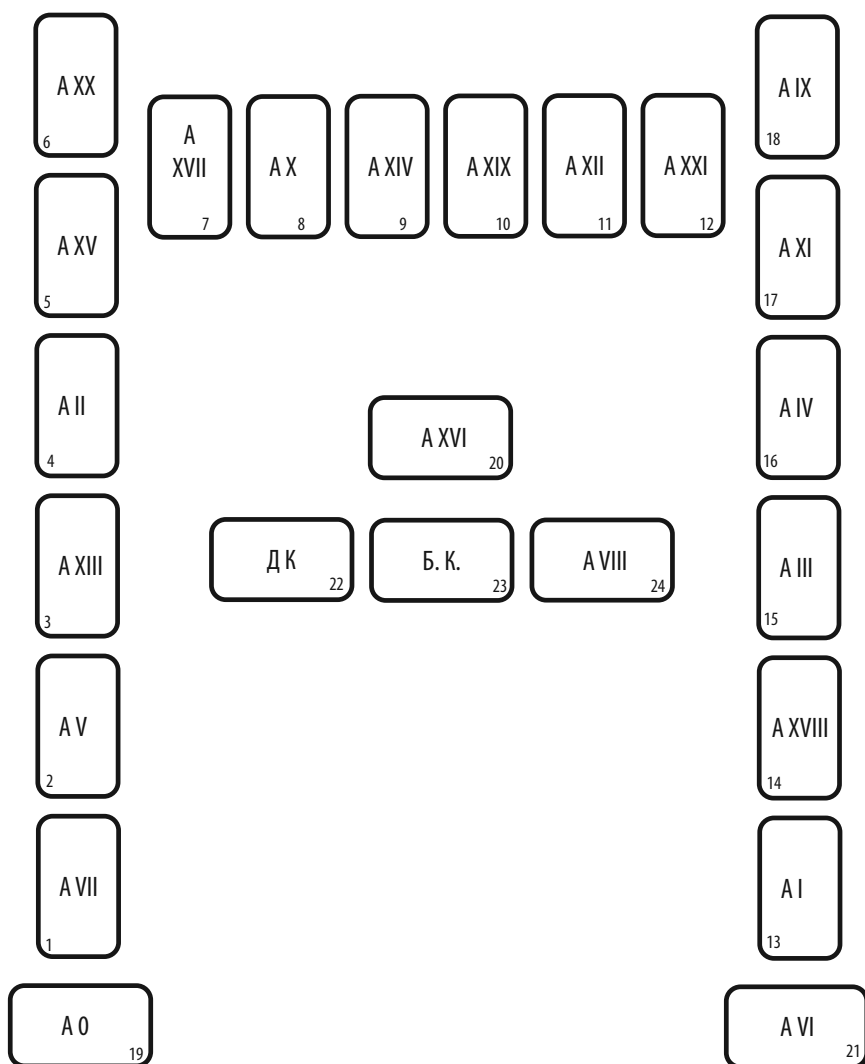 А XX
6
А
XVII
7
А X
8
А XIV
9
А XIX
10
А XII
11
А XXI
12
А IX
18
А XV
5
А XI
17
А II
4
А XVI
20
А IV
16
А XIII
3
Д К
22
Б. К.
23
А VIII
24
А III
15
А V
2
А XVIII
14
А VII
1
А I
13
А 0
19
А VI
21